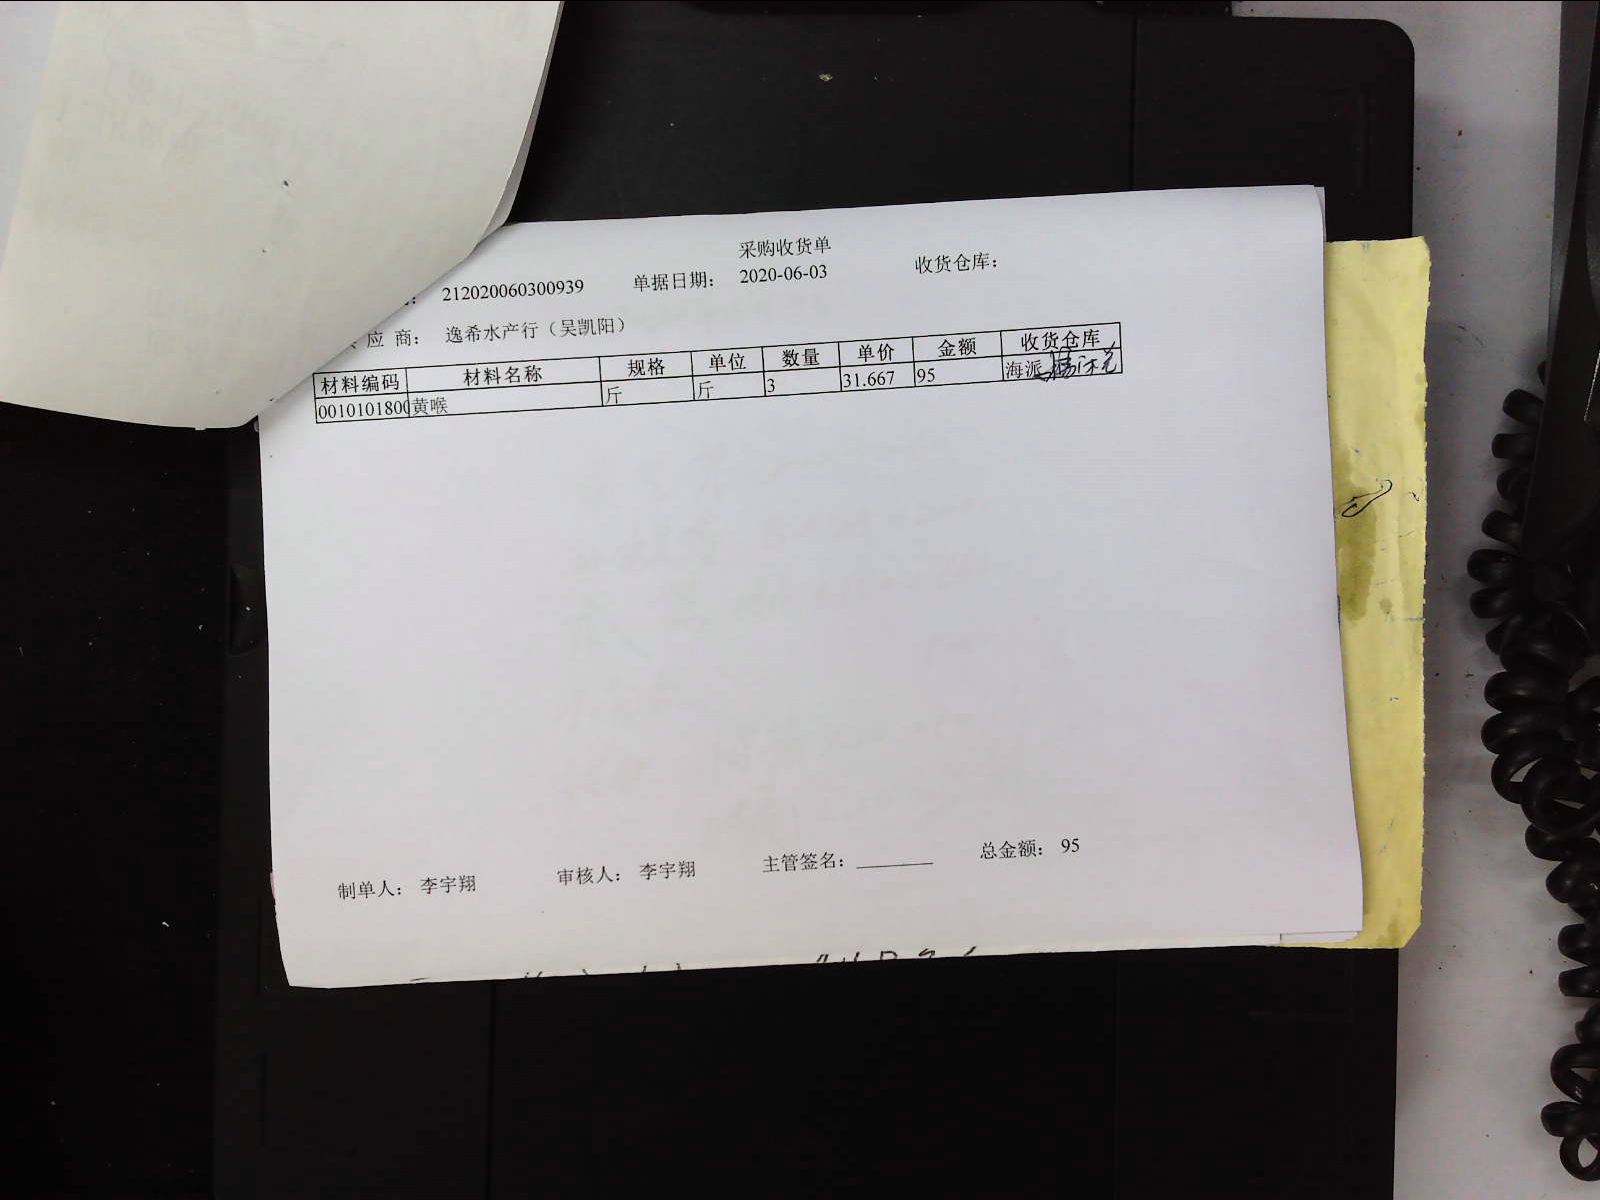 采购收货单
212020060300939 单据日期： 2020-06-03 收货仓库：
应 商： 逸希水产行（吴凯阳）
材料编码 材料名称 规格 单位 数量 单价 金额 收货仓库
0010101800 黄喉 斤 斤 3 31.667 95 海派
制单人： 李宇翔 审核人： 李宇翔 主管签名： 总金额： 95